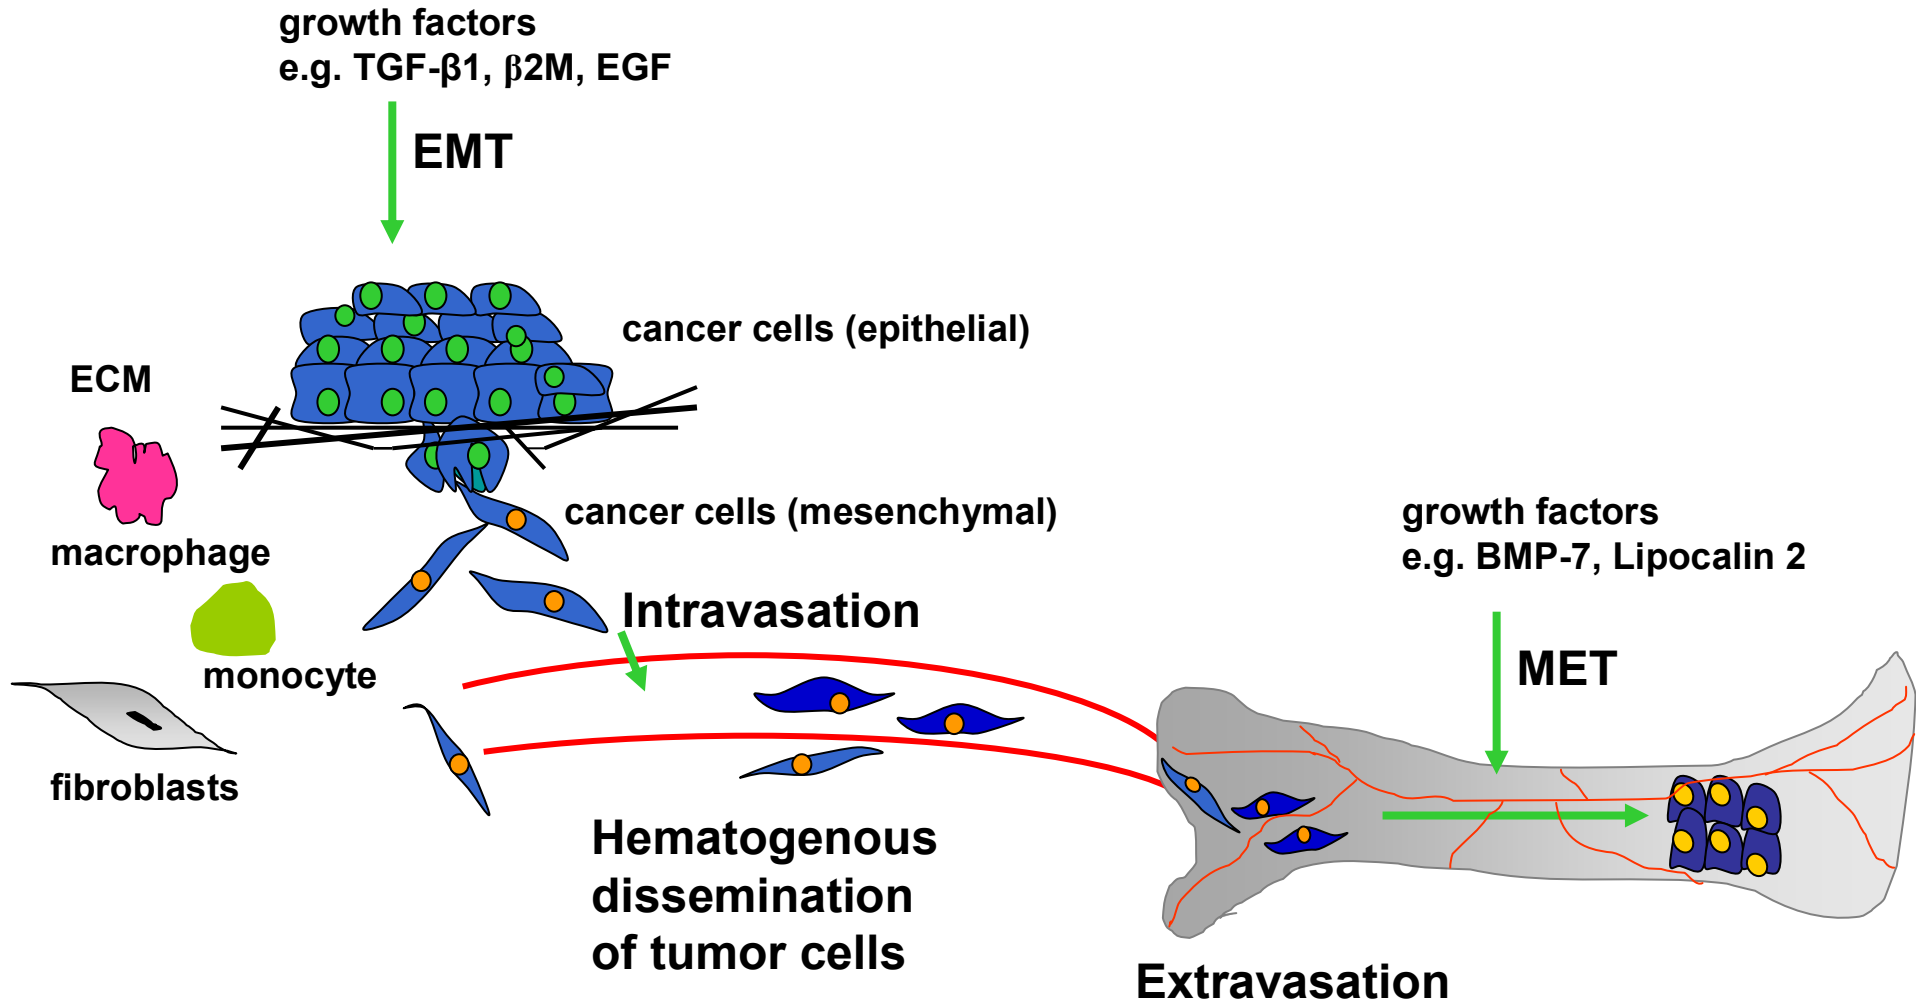 growth factors
e.g. TGF-β1, β2M, EGF
EMT
cancer cells (epithelial)
ECM
macrophage
cancer cells (mesenchymal)
growth factors
e.g. BMP-7, Lipocalin 2
Intravasation
monocyte
MET
fibroblasts
Hematogenous
dissemination
of tumor cells
Extravasation